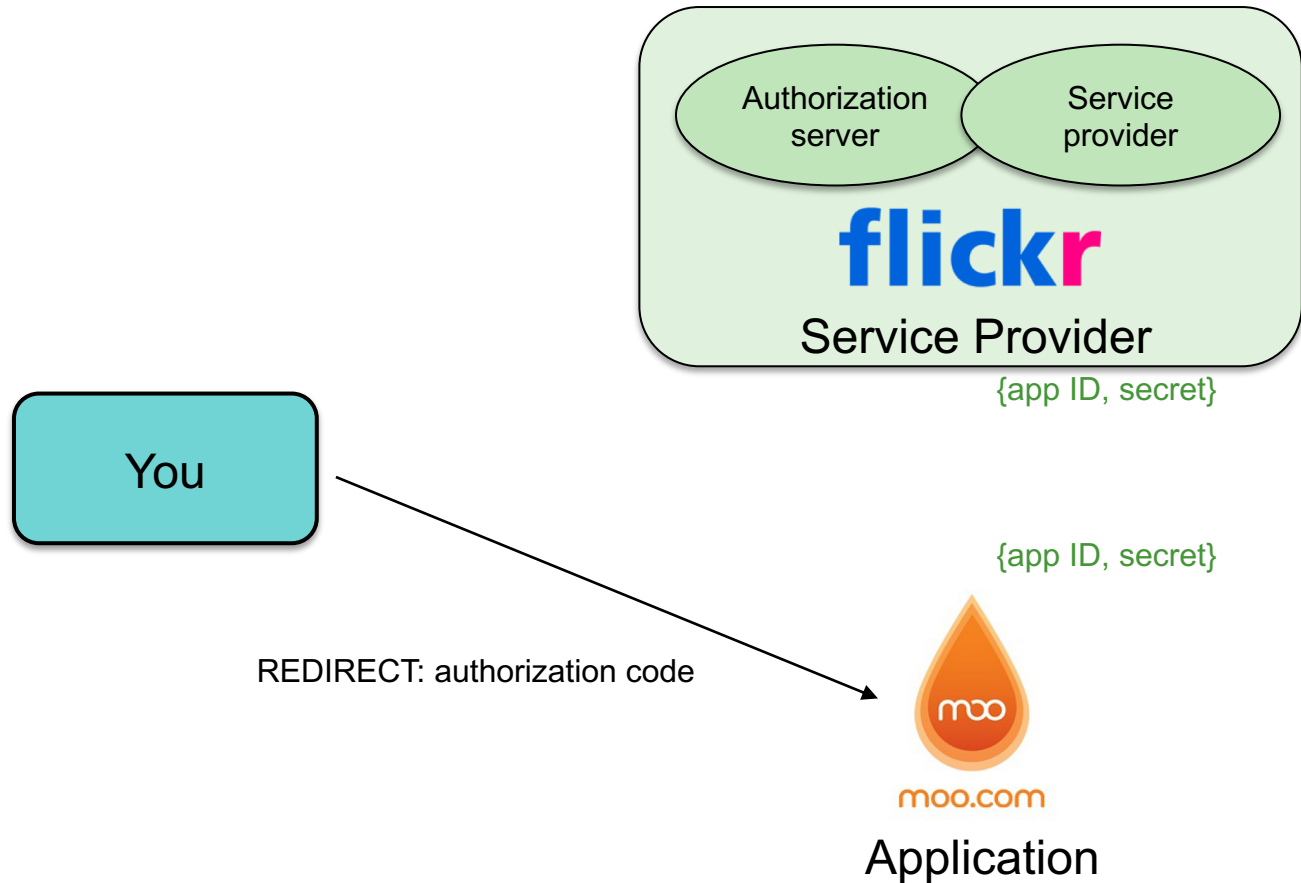 Authorization
server
Service
provider
flickr
Service Provider
{app ID, secret}
You
{app ID, secret}
REDIRECT: authorization code
moo
moo.com
Application